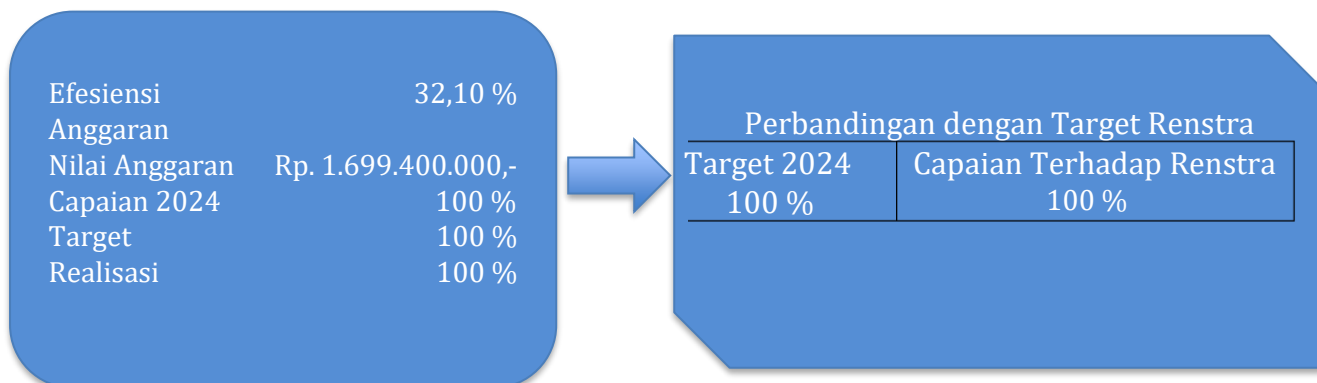 Efesiensi 32,10 %
Anggaran
Nilai Anggaran Rp. 1.699.400.000,-
Capaian 2024 100 %
Target 100 %
Realisasi 100 %
Perbandingan dengan Target Renstra
Target 2024 Capaian Terhadap Renstra
100 % 100 %